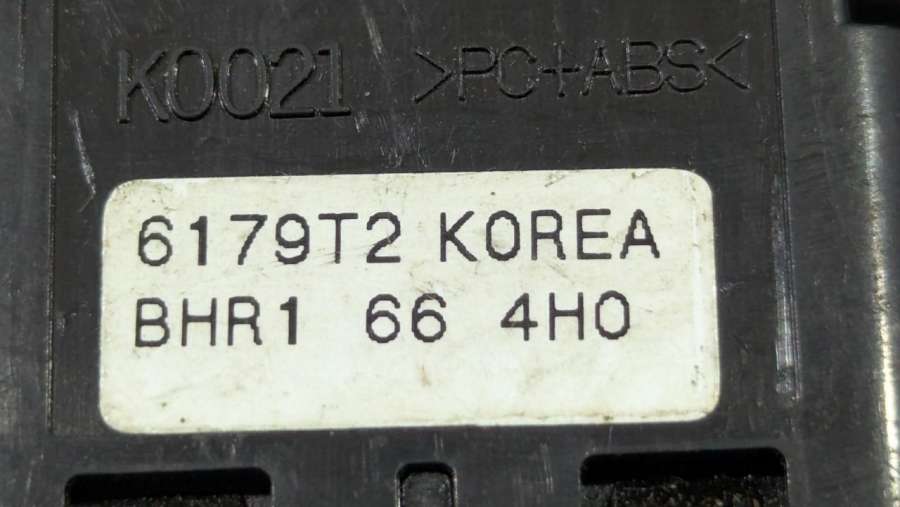 K0021 >PC+ABS<
6179T2 KOREA
BHR1 66 4H0